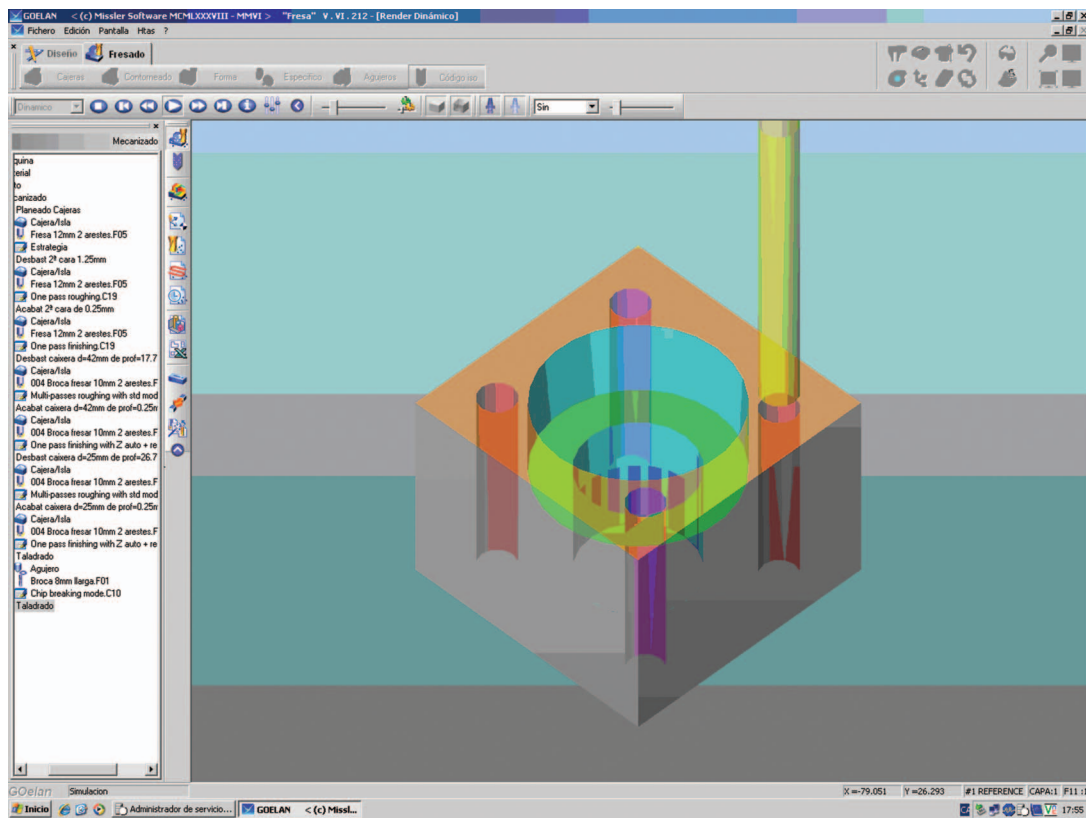 GOELAN < (c) Missler Software MCMLXXXVIII - MMVI > "Fresa" V.VI.212 - [Render Dinámico]
Fichero Edición Pantalla Htas ?
Diseño Fresado
Cajeras Contorneado Forma Específico Agujeros Código iso
Dinámico Sin
Mecanizado
quina
erial
to
canizado
Planeado Cajeras
Cajera/Isla
Fresa 12mm 2 arestes.F05
Estrategia
Desbast 2ª cara 1.25mm
Cajera/Isla
Fresa 12mm 2 arestes.F05
One pass roughing.C19
Acabat 2ª cara de 0.25mm
Cajera/Isla
Fresa 12mm 2 arestes.F05
One pass finishing.C19
Desbast caixera d=42mm de prof=17.7
Cajera/Isla
004 Broca fresar 10mm 2 arestes.F
Multi-passes roughing with std mod
Acabat caixera d=42mm de prof=0.25m
Cajera/Isla
004 Broca fresar 10mm 2 arestes.F
One pass finishing with Z auto + re
Desbast caixera d=25mm de prof=26.7
Cajera/Isla
004 Broca fresar 10mm 2 arestes.F
Multi-passes roughing with std mod
Acabat caixera d=25mm de prof=0.25m
Cajera/Isla
004 Broca fresar 10mm 2 arestes.F
One pass finishing with Z auto + re
Taladrado
Agujero
Broca 8mm llarga.F01
Chip breaking mode.C10
Taladrado
GOelan Simulacion X=-79.051 Y=26.293 #1 REFERENCE CAPA:1 F11 :
Inicio Administrador de servicio... GOELAN < (c) Missl... 17:55